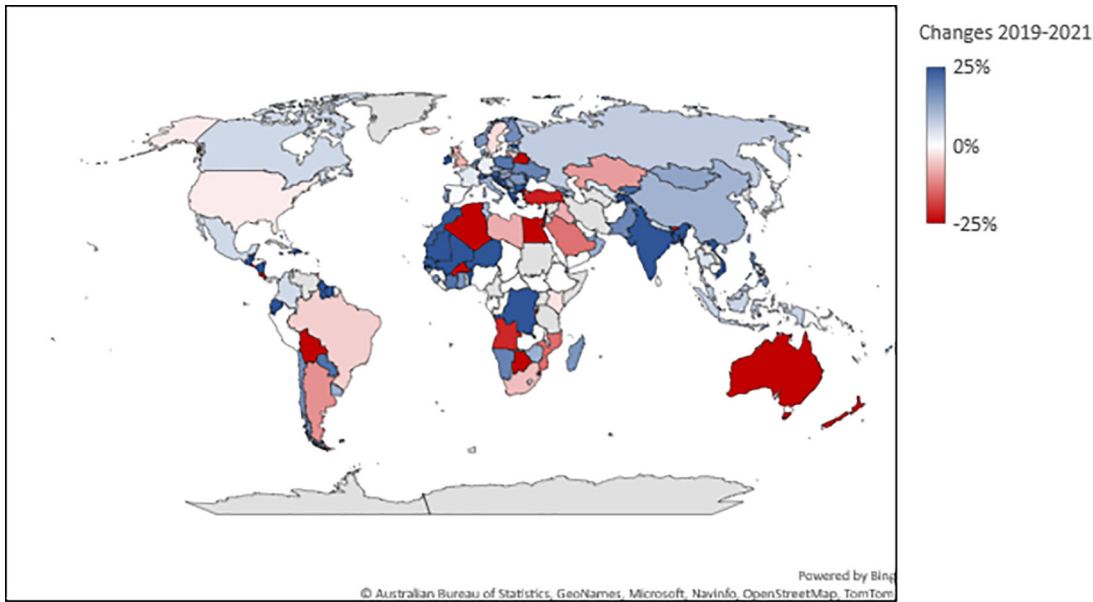 Changes 2019-2021
25%
0%
-25%
Powered by Bing
© Australian Bureau of Statistics, GeoNames, Microsoft, Navinfo, OpenStreetMap, TomTom